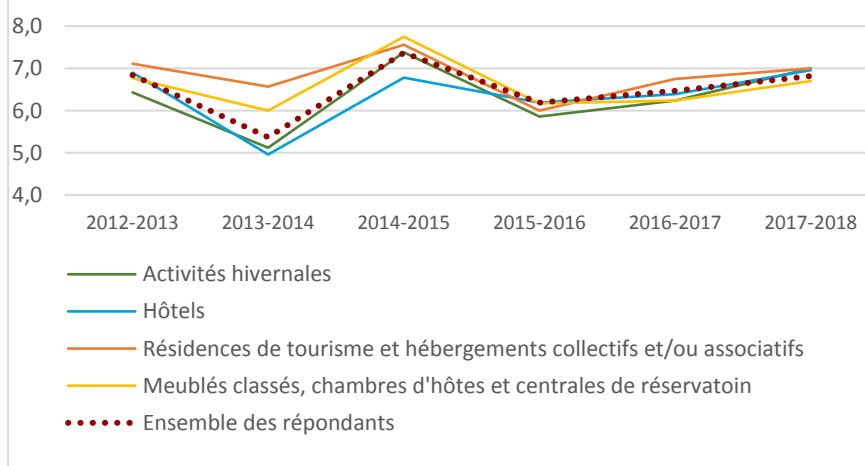 8,0
7,0
6,0
5,0
4,0
2012-2013 2013-2014 2014-2015 2015-2016 2016-2017 2017-2018
Activités hivernales
Hôtels
Résidences de tourisme et hébergements collectifs et/ou associatifs
Meublés classés, chambres d'hôtes et centrales de réservatoin
Ensemble des répondants